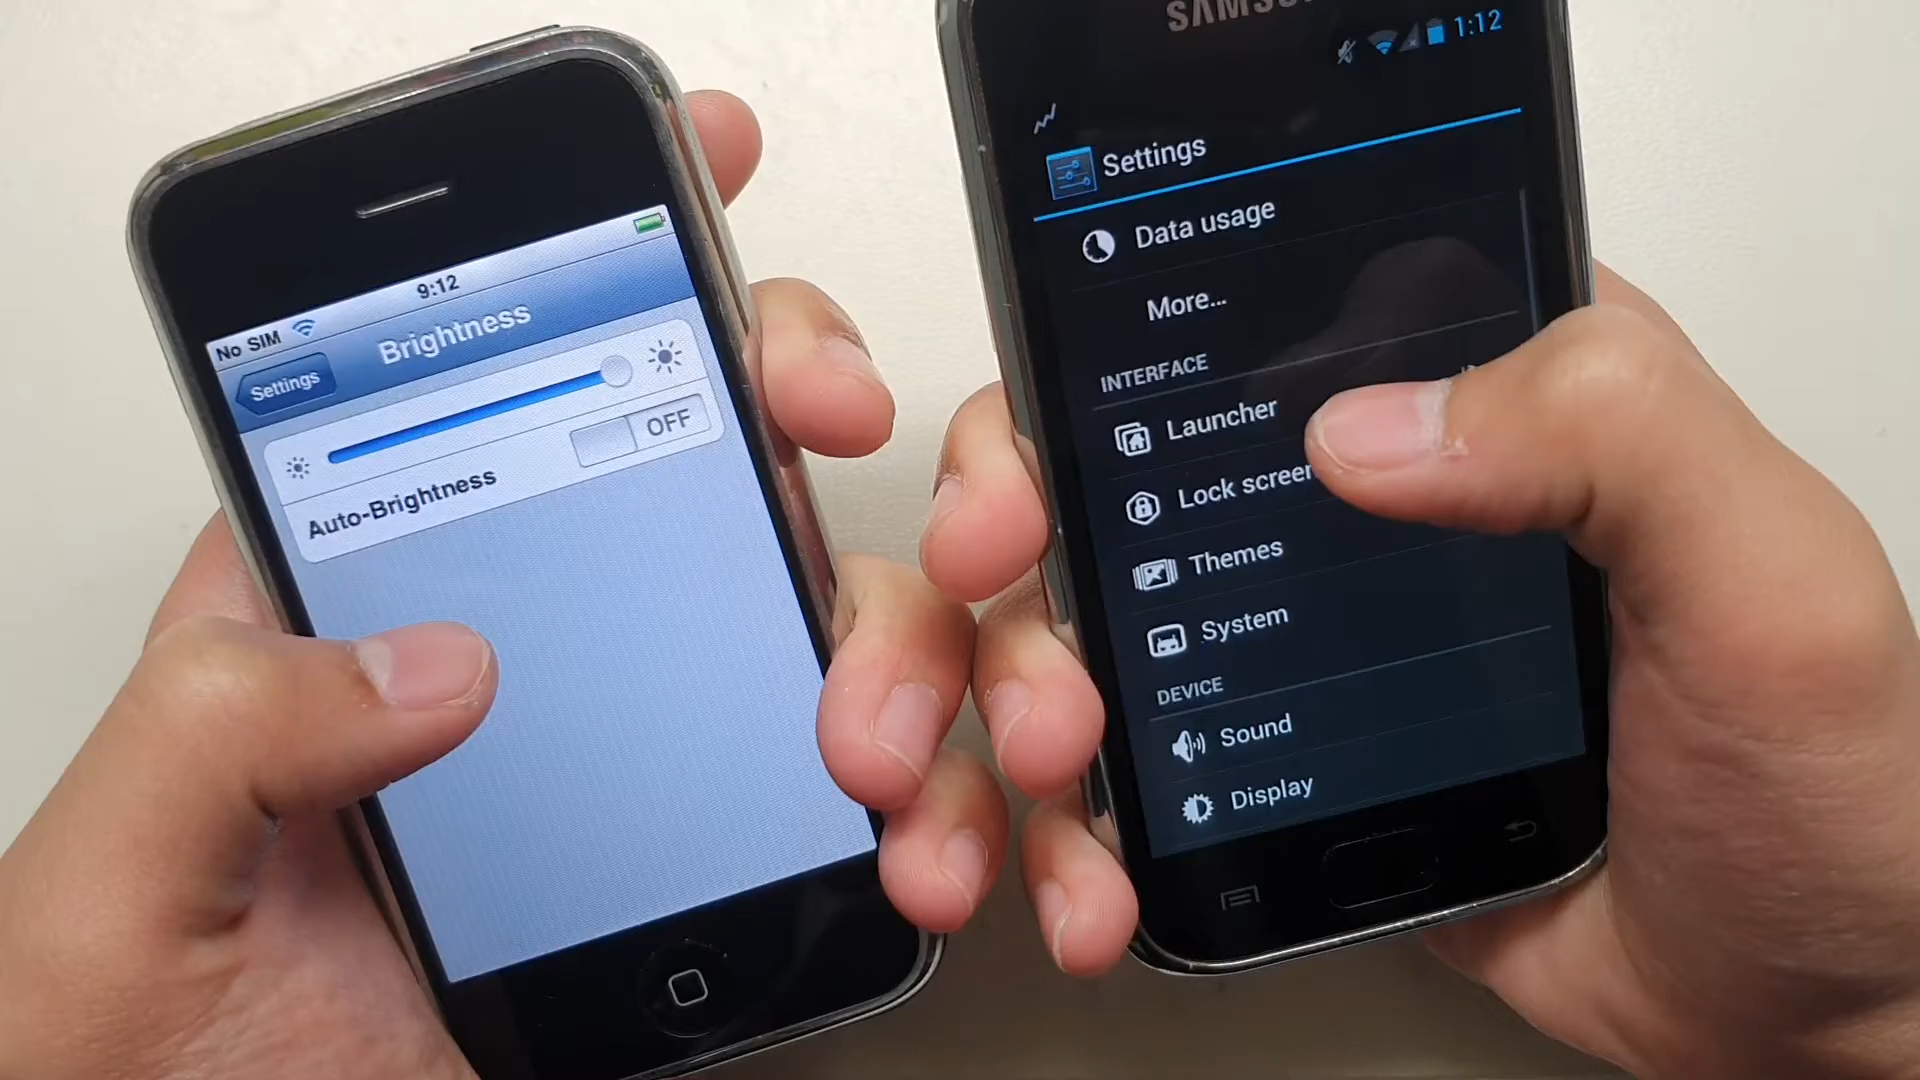 No SIM
9:12
Settings
Brightness
Auto-Brightness
OFF
1:12
Settings
Data usage
More...
INTERFACE
Launcher
Lock screen
Themes
System
DEVICE
Sound
Display